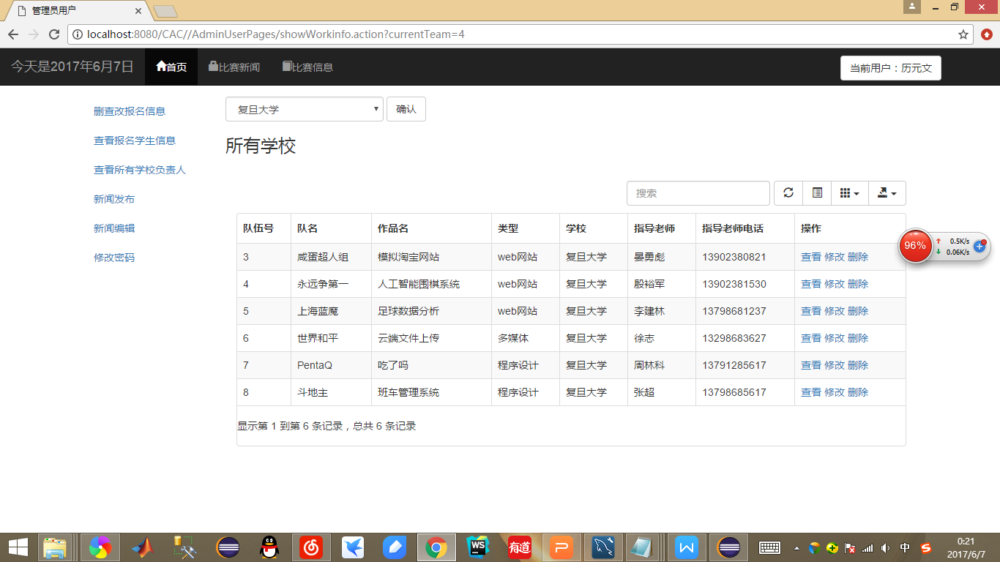 管理员用户
localhost:8080/CAC//AdminUserPages/showWorkinfo.action?currentTeam=4
今天是2017年6月7日 首页 比赛新闻 比赛信息 当前用户：历元文
删查改报名信息
查看报名学生信息
查看所有学校负责人
新闻发布
新闻编辑
修改密码
复旦大学 确认
所有学校
搜索
队伍号 队名 作品名 类型 学校 指导老师 指导老师电话 操作
3 咸蛋超人组 模拟淘宝网站 web网站 复旦大学 晏勇彪 13902380821 查看 修改 删除
4 永远争第一 人工智能围棋系统 web网站 复旦大学 殷裕军 13902381530 查看 修改 删除
5 上海蓝魔 足球数据分析 web网站 复旦大学 李建林 13798681237 查看 修改 删除
6 世界和平 云端文件上传 多媒体 复旦大学 徐志 13298683627 查看 修改 删除
7 PentaQ 吃了吗 程序设计 复旦大学 周林科 13791285617 查看 修改 删除
8 斗地主 班车管理系统 程序设计 复旦大学 张超 13798685617 查看 修改 删除
显示第 1 到第 6 条记录，总共 6 条记录
96% 0.5K/s
0.06K/s
WS 有道 P W 中 S
0:21
2017/6/7